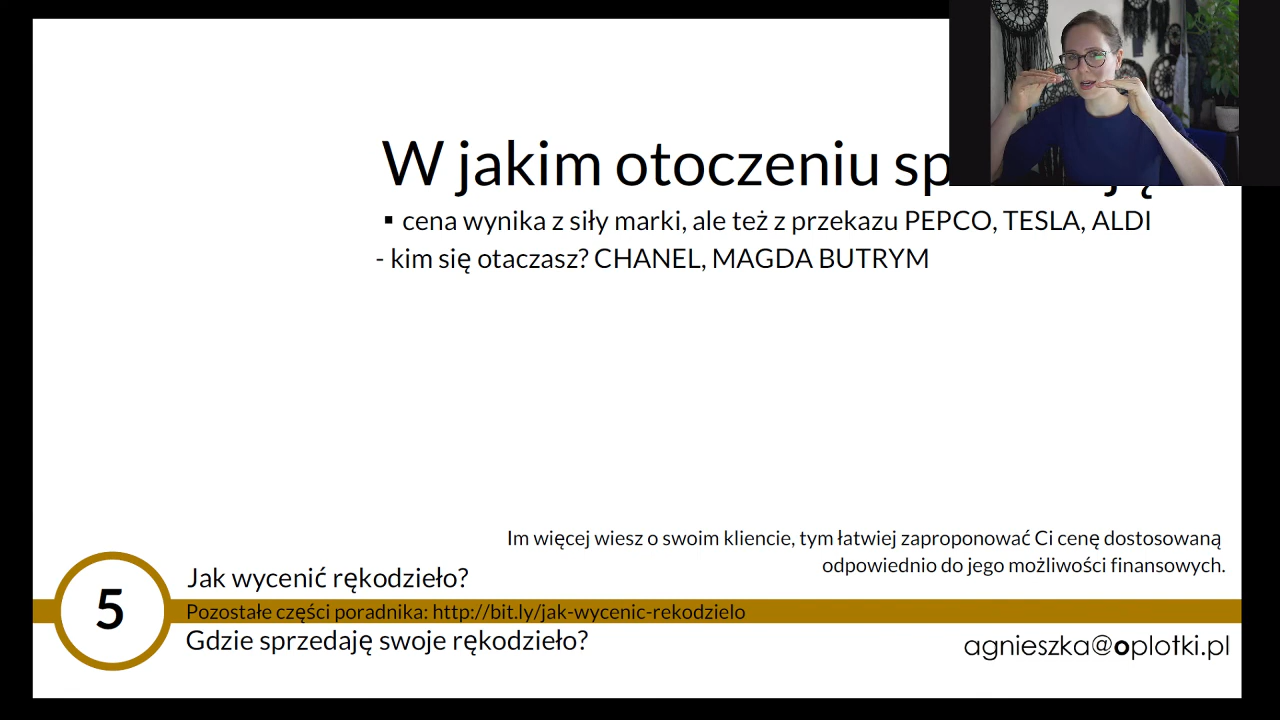 W jakim otoczeniu
▪ cena wynika z siły marki, ale też z przekazu PEPCO, TESLA, ALDI
- kim się otaczasz? CHANEL, MAGDA BUTRYM
Im więcej wiesz o swoim kliencie, tym łatwiej zaproponować Ci cenę dostosowaną
odpowiednio do jego możliwości finansowych.
5
Jak wycenić rękodzieło?
Pozostałe części poradnika: http://bit.ly/jak-wycenic-rekodzielo
Gdzie sprzedaję swoje rękodzieło?
agnieszka@oplotki.pl